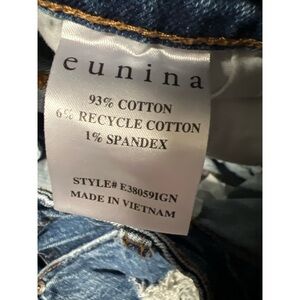 eunina
93% COTTON
6% RECYCLE COTTON
1% SPANDEX
STYLE# E38059IGN
MADE IN VIETNAM